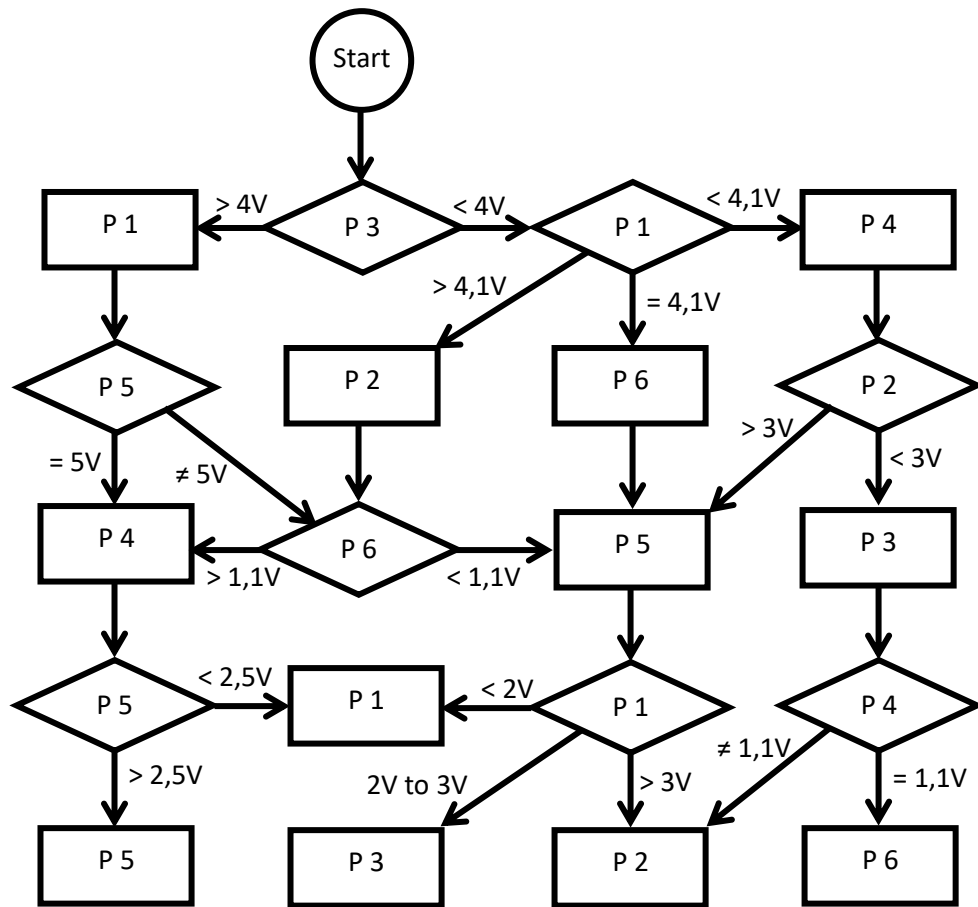 Start
P 1
> 4V
P 3
< 4V
P 1
< 4,1V
P 4
> 4,1V
= 4,1V
P 5
P 2
P 6
P 2
= 5V
≠ 5V
> 3V
< 3V
P 4
> 1,1V
P 6
< 1,1V
P 5
P 3
P 5
< 2,5V
P 1
< 2V
P 1
P 4
> 2,5V
2V to 3V
> 3V
≠ 1,1V
= 1,1V
P 5
P 3
P 2
P 6